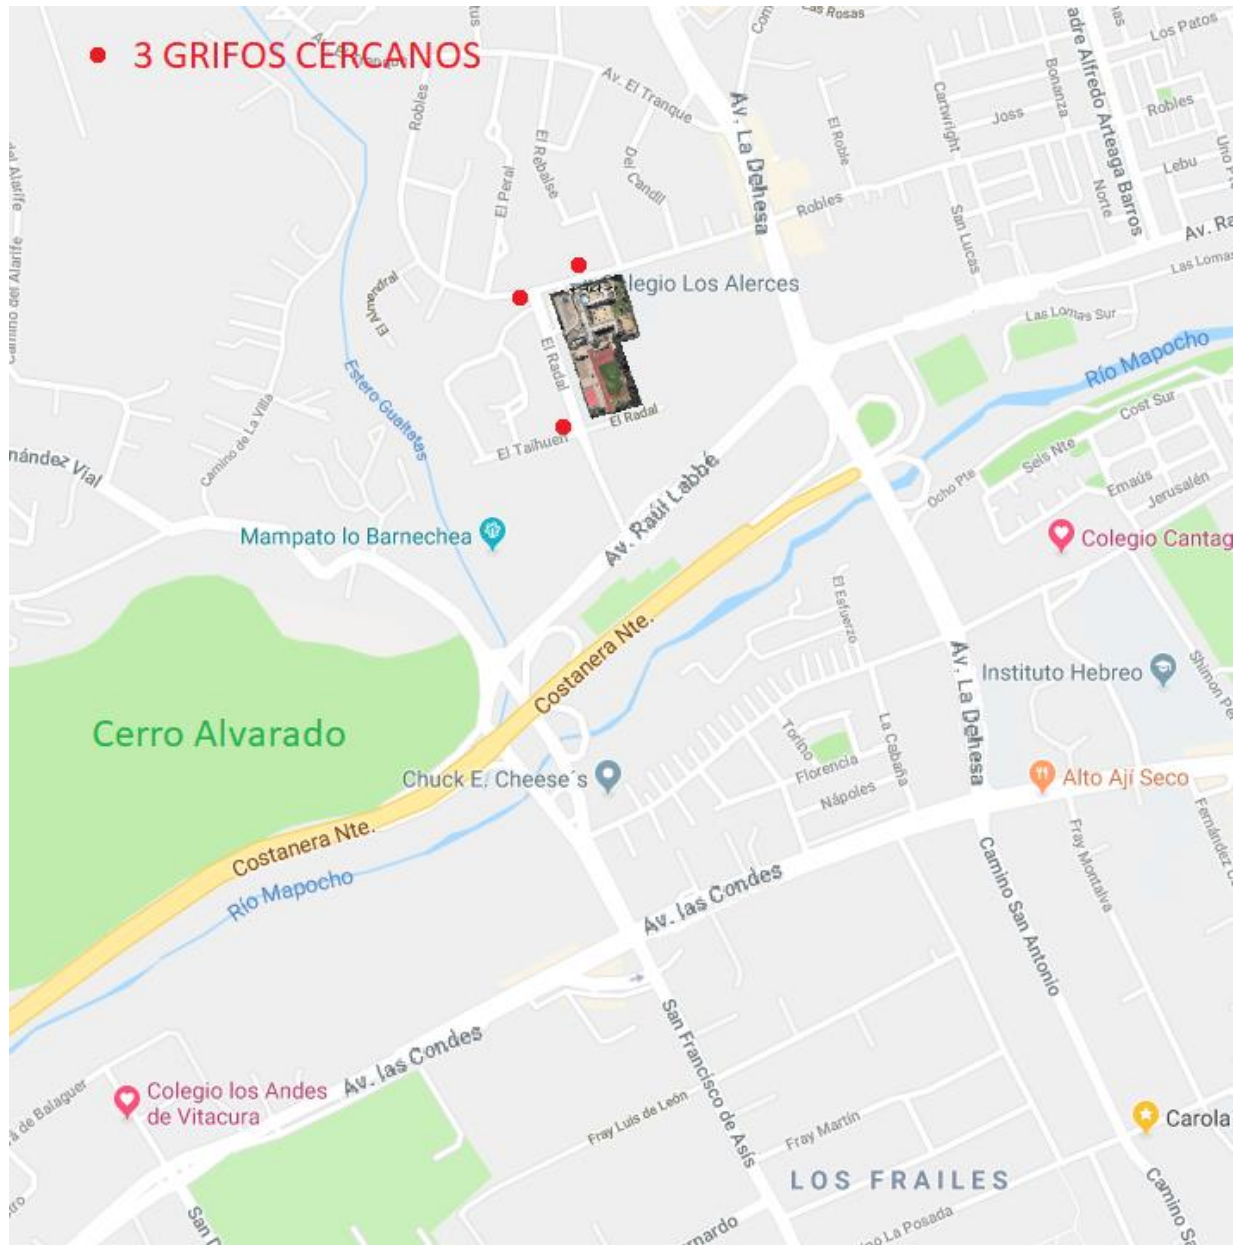 3 GRIFOS CERCANOS
Las Rosas
Los Patos
Av. El Tranque
Robles
Av. La Dehesa
Cartwright
Joss
Bonanza
Padre Alfredo Arteaga Barros
Robles
El Rebalse
El Peral
Del Candil
El Roble
Lebu
Norte
San Lucas
Robles
Camino del Alarife
El Almendral
Colegio Los Alerces
Las Lomas
Las Lomas Sur
Río Mapocho
Estero Gualtatas
El Radal
El Radal
El Taihuen
Camino de La Villa
Cost Sur
Seis Nte
Ocho Pte
Emaús
Jerusalén
Av. Raúl Labbé
Mampato lo Barnechea
Colegio Cantag
El Esfuerzo
Costanera Nte.
Av. La Dehesa
Instituto Hebreo
Cerro Alvarado
Torino
La Cabaña
Florencia
Nápoles
Chuck E. Cheese´s
Alto Ají Seco
Costanera Nte.
Río Mapocho
Fray Montalva
Camino San Antonio
Av. las Condes
Av. las Condes
San Francisco de Asís
Colegio los Andes
de Vitacura
Fray Luis de León
Fray Martín
Carola
LOS FRAILES